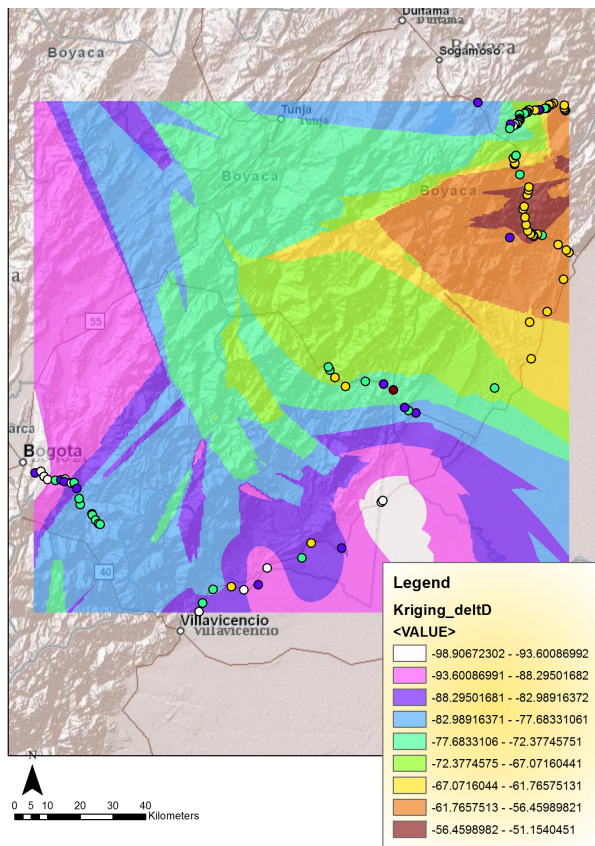 Duitama
Duitama
Boyaca
Boyaca
Sogamoso
Tunja
Tunja
Boyaca
Boyaca
a
55
arca
Bogota
40
Villavicencio
Villavicencio
Legend
Kriging_deltD
<VALUE>
-98.90672302 - -93.60086992
-93.60086991 - -88.29501682
-88.29501681 - -82.98916372
-82.98916371 - -77.68331061
-77.6833106 - -72.37745751
-72.3774575 - -67.07160441
-67.0716044 - -61.76575131
-61.7657513 - -56.45989821
-56.4598982 - -51.1540451
N
0 5 10 20 30 40
Kilometers